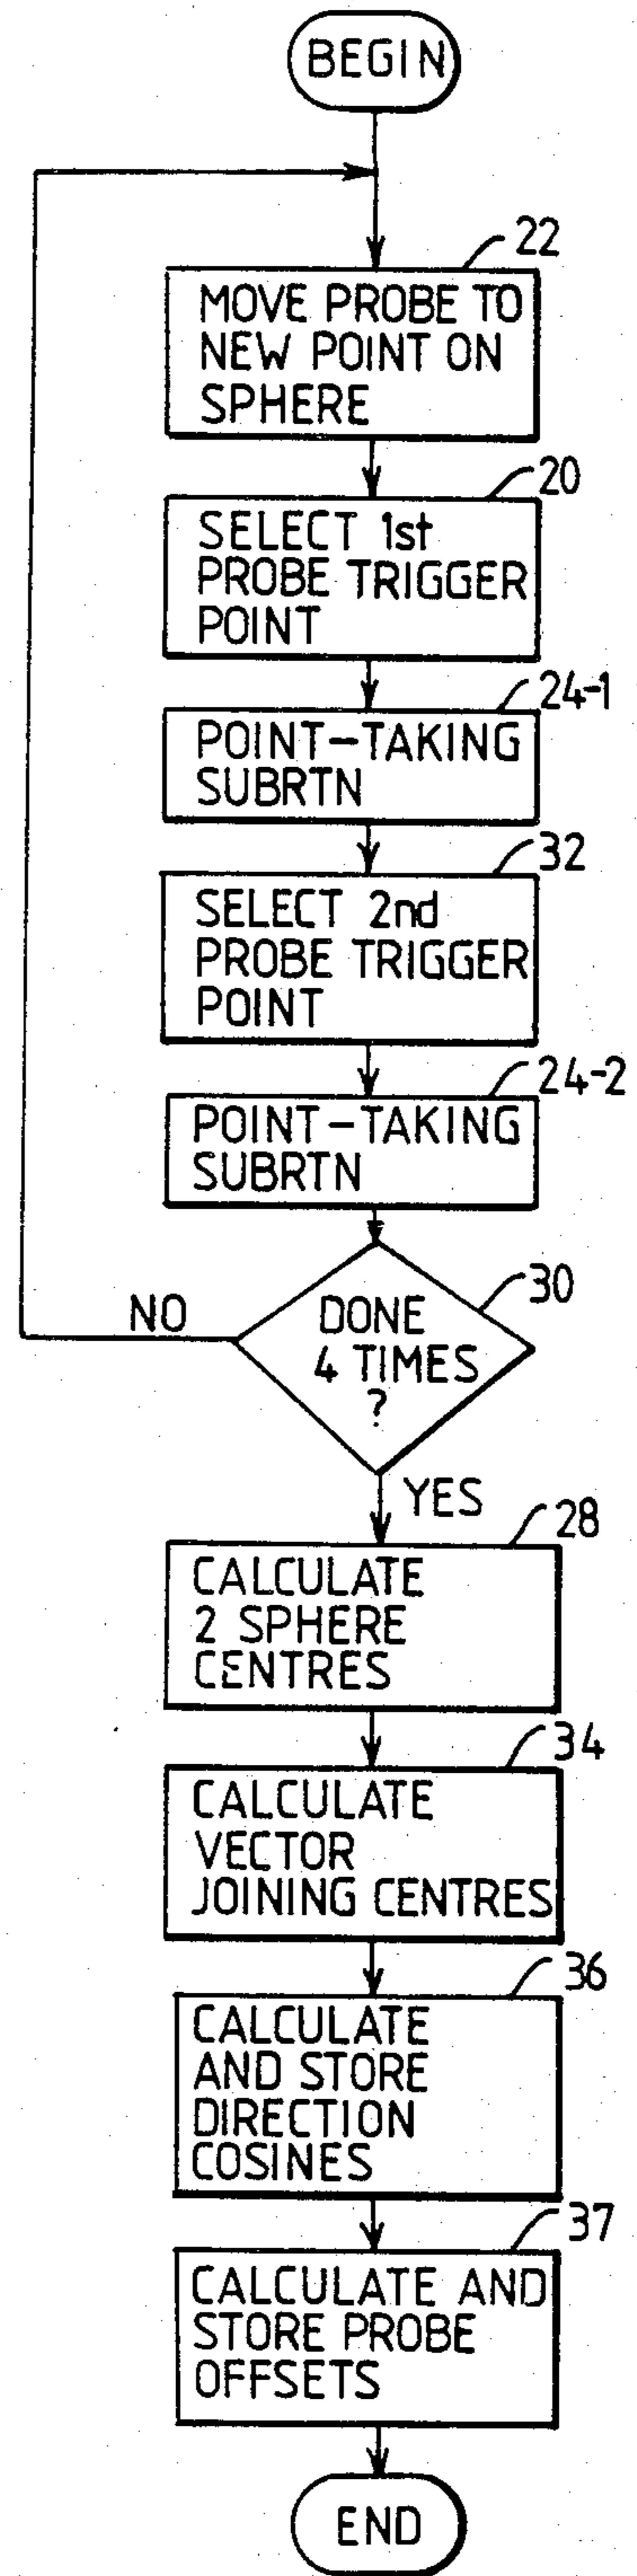 BEGIN
22
MOVE PROBE TO
NEW POINT ON
SPHERE
20
SELECT 1st
PROBE TRIGGER
POINT
24-1
POINT-TAKING
SUBRTN
32
SELECT 2nd
PROBE TRIGGER
POINT
24-2
POINT-TAKING
SUBRTN
30
NO
DONE
4 TIMES
?
YES
28
CALCULATE
2 SPHERE
CENTRES
34
CALCULATE
VECTOR
JOINING CENTRES
36
CALCULATE
AND STORE
DIRECTION
COSINES
37
CALCULATE AND
STORE PROBE
OFFSETS
END